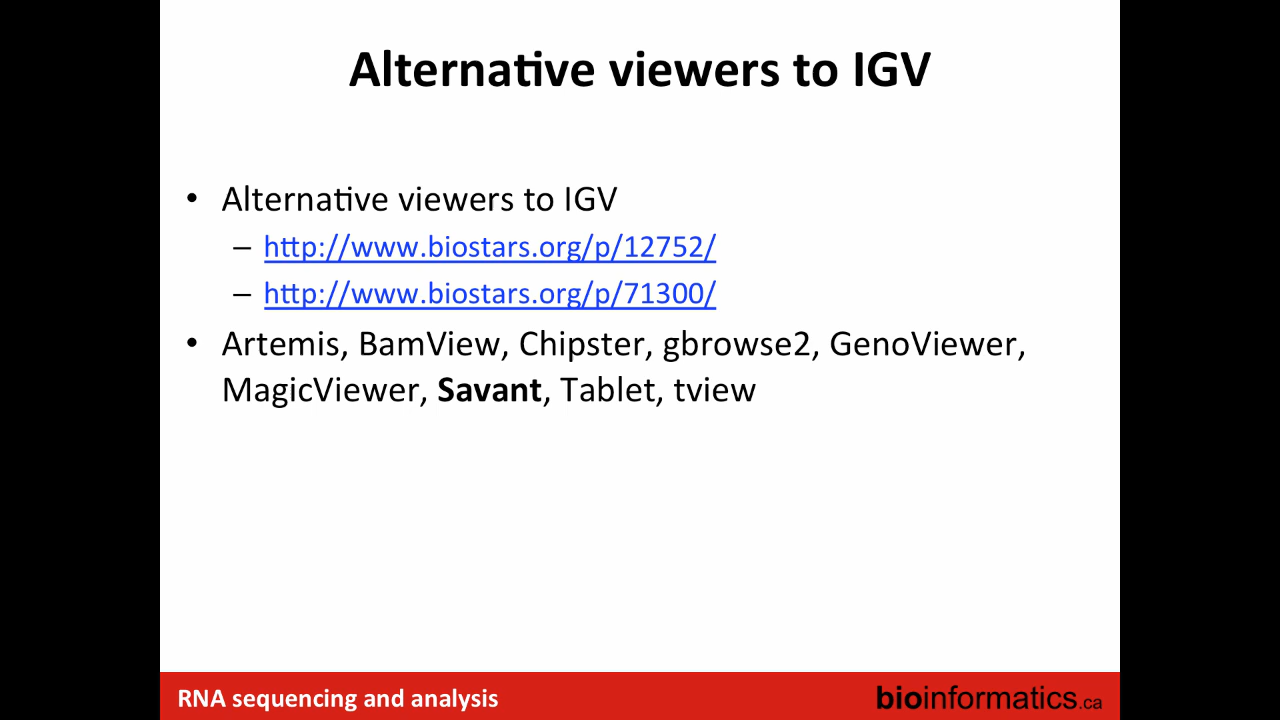 Alternative viewers to IGV
• Alternative viewers to IGV
– http://www.biostars.org/p/12752/
– http://www.biostars.org/p/71300/
• Artemis, BamView, Chipster, gbrowse2, GenoViewer,
MagicViewer, Savant, Tablet, tview
RNA sequencing and analysis
bioinformatics.ca